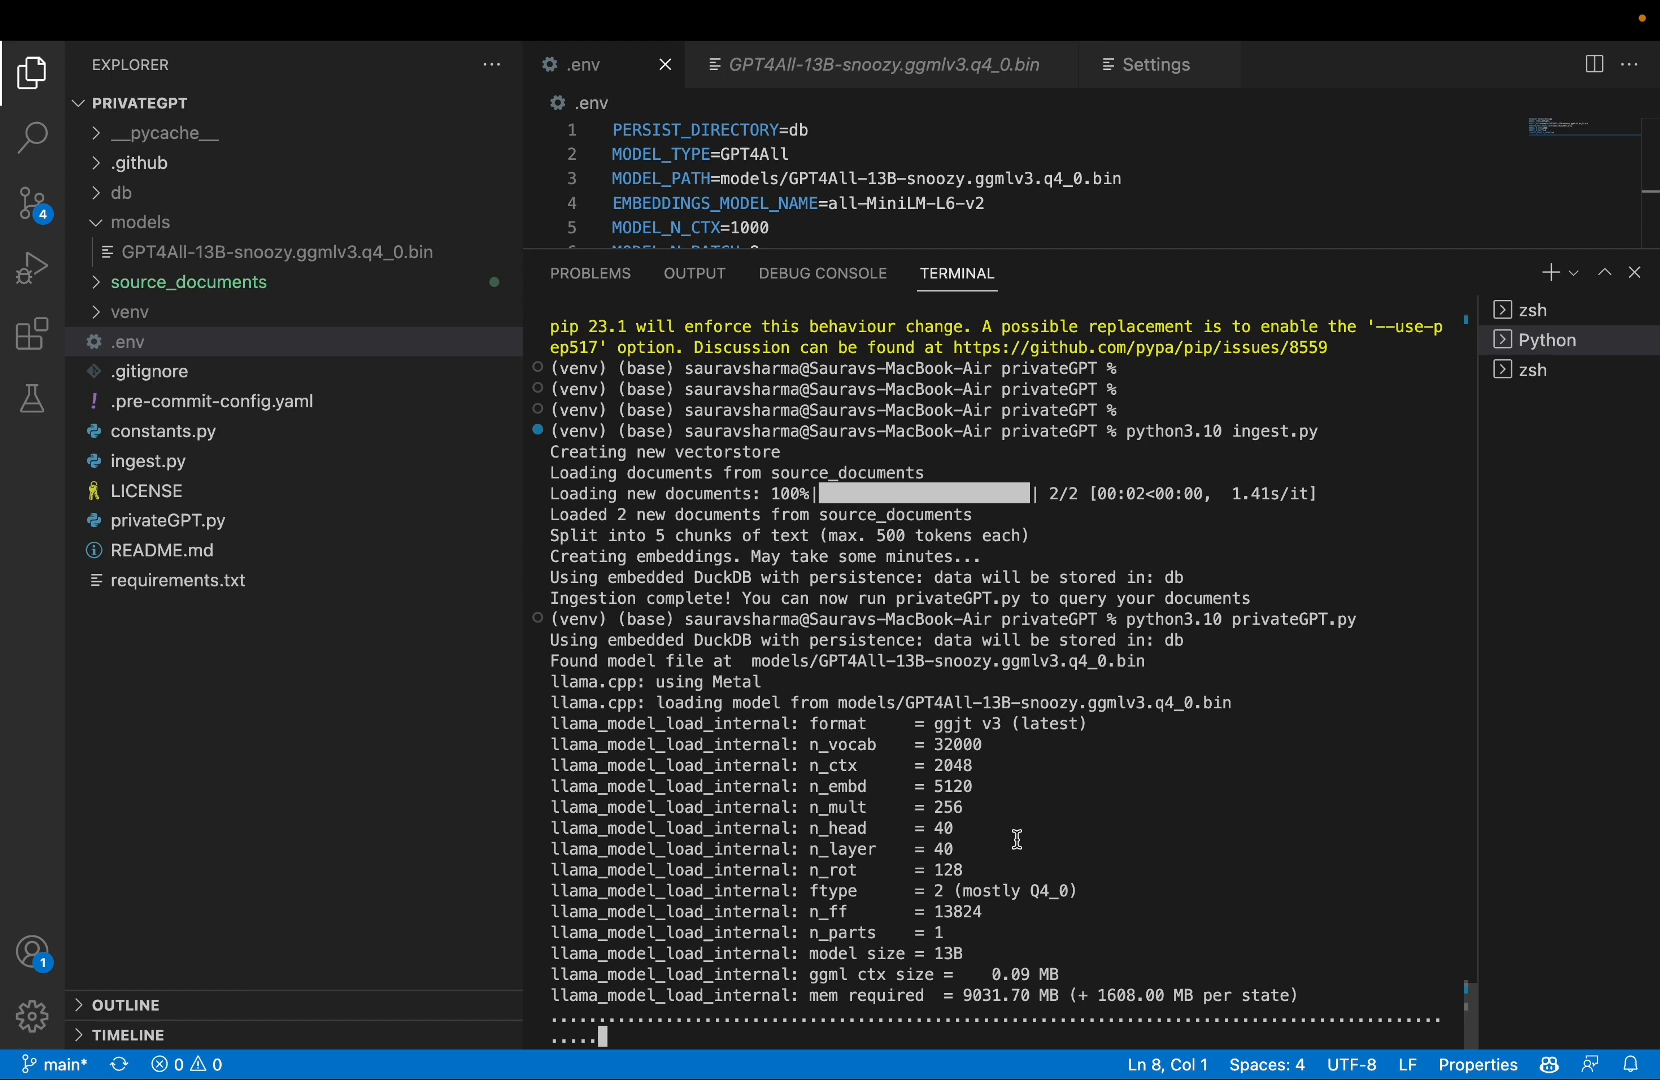 EXPLORER
PRIVATEGPT
__pycache__
.github
db
models
GPT4All-13B-snoozy.ggmlv3.q4_0.bin
source_documents
venv
.env
.gitignore
! .pre-commit-config.yaml
constants.py
ingest.py
LICENSE
privateGPT.py
README.md
requirements.txt
OUTLINE
TIMELINE
4
1
.env
GPT4All-13B-snoozy.ggmlv3.q4_0.bin
Settings
.env
1 PERSIST_DIRECTORY=db
2 MODEL_TYPE=GPT4All
3 MODEL_PATH=models/GPT4All-13B-snoozy.ggmlv3.q4_0.bin
4 EMBEDDINGS_MODEL_NAME=all-MiniLM-L6-v2
5 MODEL_N_CTX=1000
PROBLEMS OUTPUT DEBUG CONSOLE TERMINAL
zsh
Python
zsh
pip 23.1 will enforce this behaviour change. A possible replacement is to enable the '--use-p
ep517' option. Discussion can be found at https://github.com/pypa/pip/issues/8559
(venv) (base) sauravsharma@Sauravs-MacBook-Air privateGPT %
(venv) (base) sauravsharma@Sauravs-MacBook-Air privateGPT %
(venv) (base) sauravsharma@Sauravs-MacBook-Air privateGPT %
(venv) (base) sauravsharma@Sauravs-MacBook-Air privateGPT % python3.10 ingest.py
Creating new vectorstore
Loading documents from source_documents
Loading new documents: 100%| | 2/2 [00:02<00:00, 1.41s/it]
Loaded 2 new documents from source_documents
Split into 5 chunks of text (max. 500 tokens each)
Creating embeddings. May take some minutes...
Using embedded DuckDB with persistence: data will be stored in: db
Ingestion complete! You can now run privateGPT.py to query your documents
(venv) (base) sauravsharma@Sauravs-MacBook-Air privateGPT % python3.10 privateGPT.py
Using embedded DuckDB with persistence: data will be stored in: db
Found model file at  models/GPT4All-13B-snoozy.ggmlv3.q4_0.bin
llama.cpp: using Metal
llama.cpp: loading model from models/GPT4All-13B-snoozy.ggmlv3.q4_0.bin
llama_model_load_internal: format     = ggjt v3 (latest)
llama_model_load_internal: n_vocab    = 32000
llama_model_load_internal: n_ctx      = 2048
llama_model_load_internal: n_embd     = 5120
llama_model_load_internal: n_mult     = 256
llama_model_load_internal: n_head     = 40
llama_model_load_internal: n_layer    = 40
llama_model_load_internal: n_rot      = 128
llama_model_load_internal: ftype      = 2 (mostly Q4_0)
llama_model_load_internal: n_ff       = 13824
llama_model_load_internal: n_parts    = 1
llama_model_load_internal: model size = 13B
llama_model_load_internal: ggml ctx size =    0.09 MB
llama_model_load_internal: mem required  = 9031.70 MB (+ 1608.00 MB per state)
............................................................................................
.....
main* 0 0 Ln 8, Col 1 Spaces: 4 UTF-8 LF Properties